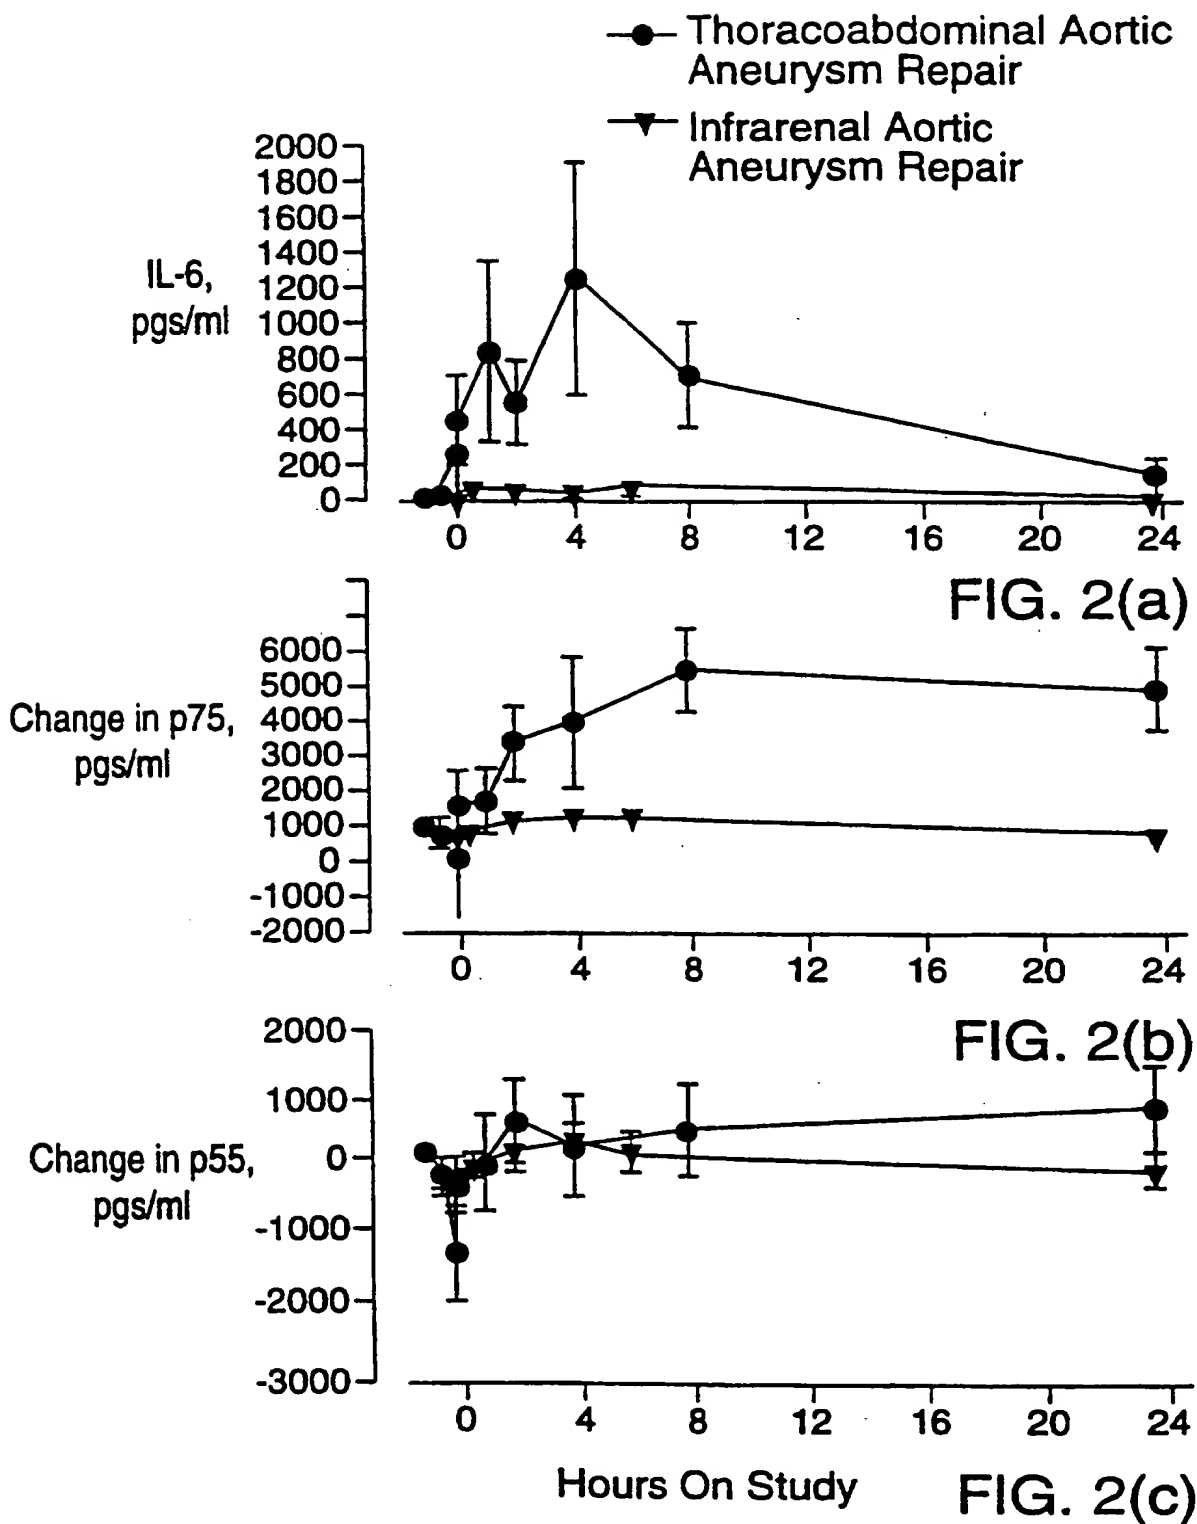 Thoracoabdominal Aortic
Aneurysm Repair
Infrarenal Aortic
Aneurysm Repair
2000
1800
1600
1400
1200
1000
800
600
400
200
0
IL-6,
pgs/ml
0 4 8 12 16 20 24
FIG. 2(a)
6000
5000
4000
3000
2000
1000
0
-1000
-2000
Change in p75,
pgs/ml
0 4 8 12 16 20 24
FIG. 2(b)
2000
1000
0
-1000
-2000
-3000
Change in p55,
pgs/ml
0 4 8 12 16 20 24
Hours On Study
FIG. 2(c)